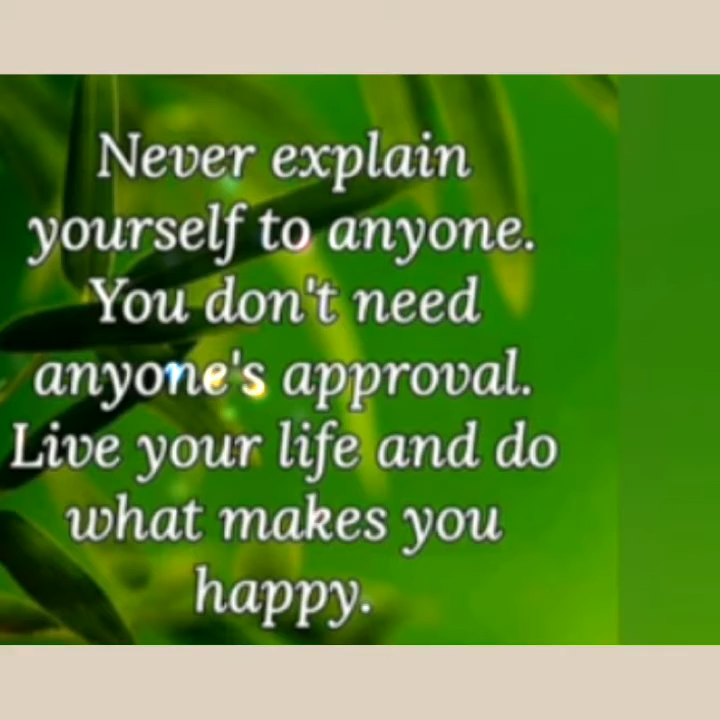 Never explain
yourself to anyone.
You don't need
anyone's approval.
Live your life and do
what makes you
happy.